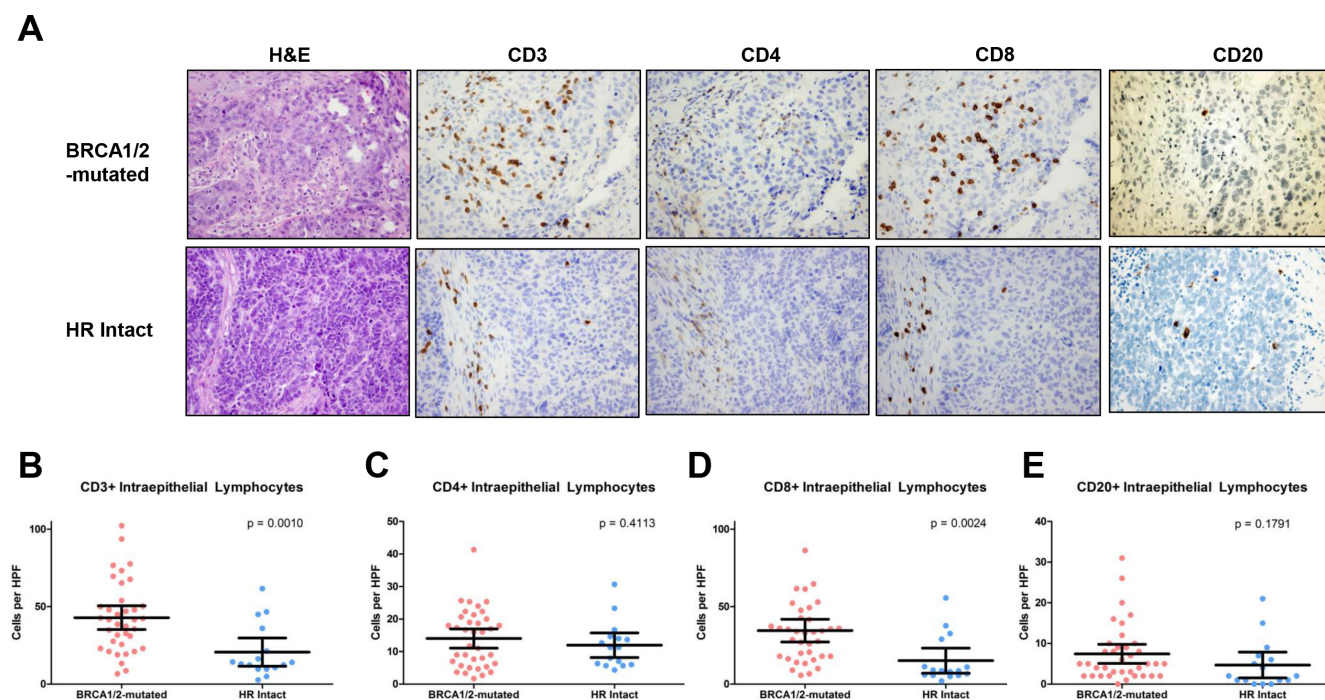 A
H&E CD3 CD4 CD8 CD20
BRCA1/2
-mutated
HR Intact
B C D E
CD3+ Intraepithelial Lymphocytes
p = 0.0010
Cells per HPF
100
50
0
BRCA1/2-mutated HR Intact
CD4+ Intraepithelial Lymphocytes
p = 0.4113
Cells per HPF
50
40
30
20
10
0
BRCA1/2-mutated HR Intact
CD8+ Intraepithelial Lymphocytes
p = 0.0024
Cells per HPF
100
50
0
BRCA1/2-mutated HR Intact
CD20+ Intraepithelial Lymphocytes
p = 0.1791
Cells per HPF
40
30
20
10
0
BRCA1/2-mutated HR Intact